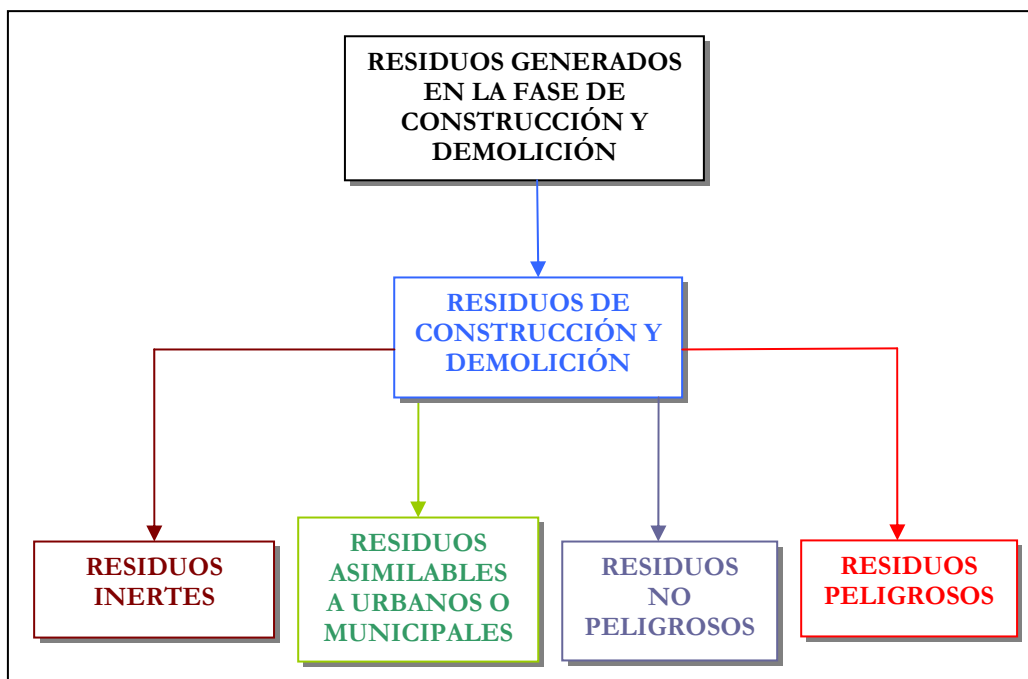 RESIDUOS GENERADOS
EN LA FASE DE
CONSTRUCCIÓN Y
DEMOLICIÓN
RESIDUOS DE
CONSTRUCCIÓN Y
DEMOLICIÓN
RESIDUOS
INERTES
RESIDUOS
ASIMILABLES
A URBANOS O
MUNICIPALES
RESIDUOS
NO
PELIGROSOS
RESIDUOS
PELIGROSOS